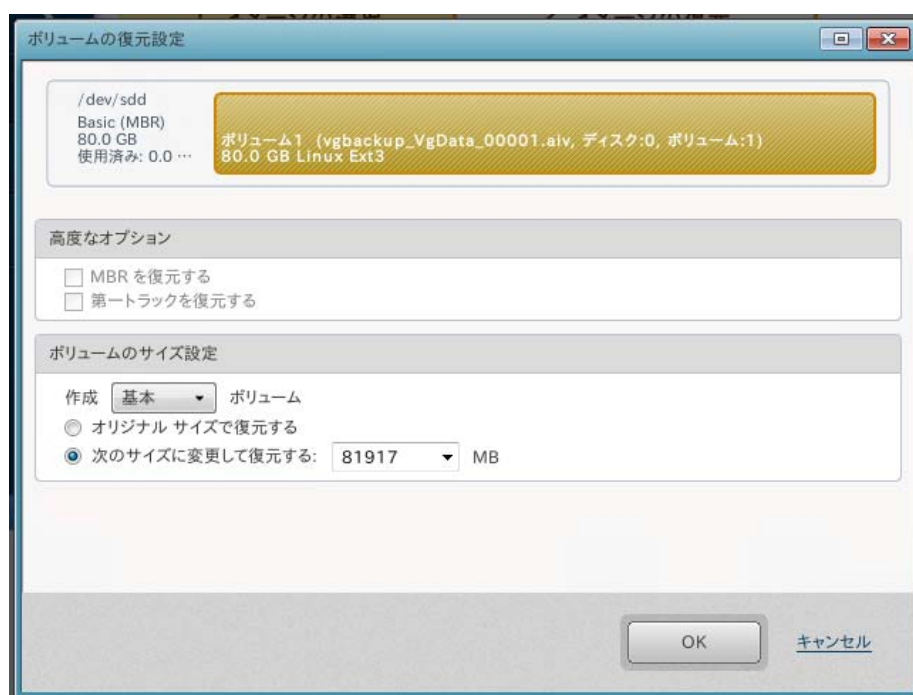 ボリュームの復元設定
/dev/sdd
Basic (MBR)
80.0 GB
使用済み: 0.0 ...
ボリューム1 (vgbackup_VgData_00001.aiv, ディスク:0, ボリューム:1)
80.0 GB Linux Ext3
高度なオプション
MBR を復元する
第一トラックを復元する
ボリュームのサイズ設定
作成 基本 ボリューム
オリジナル サイズで復元する
次のサイズに変更して復元する: 81917 MB
OK キャンセル